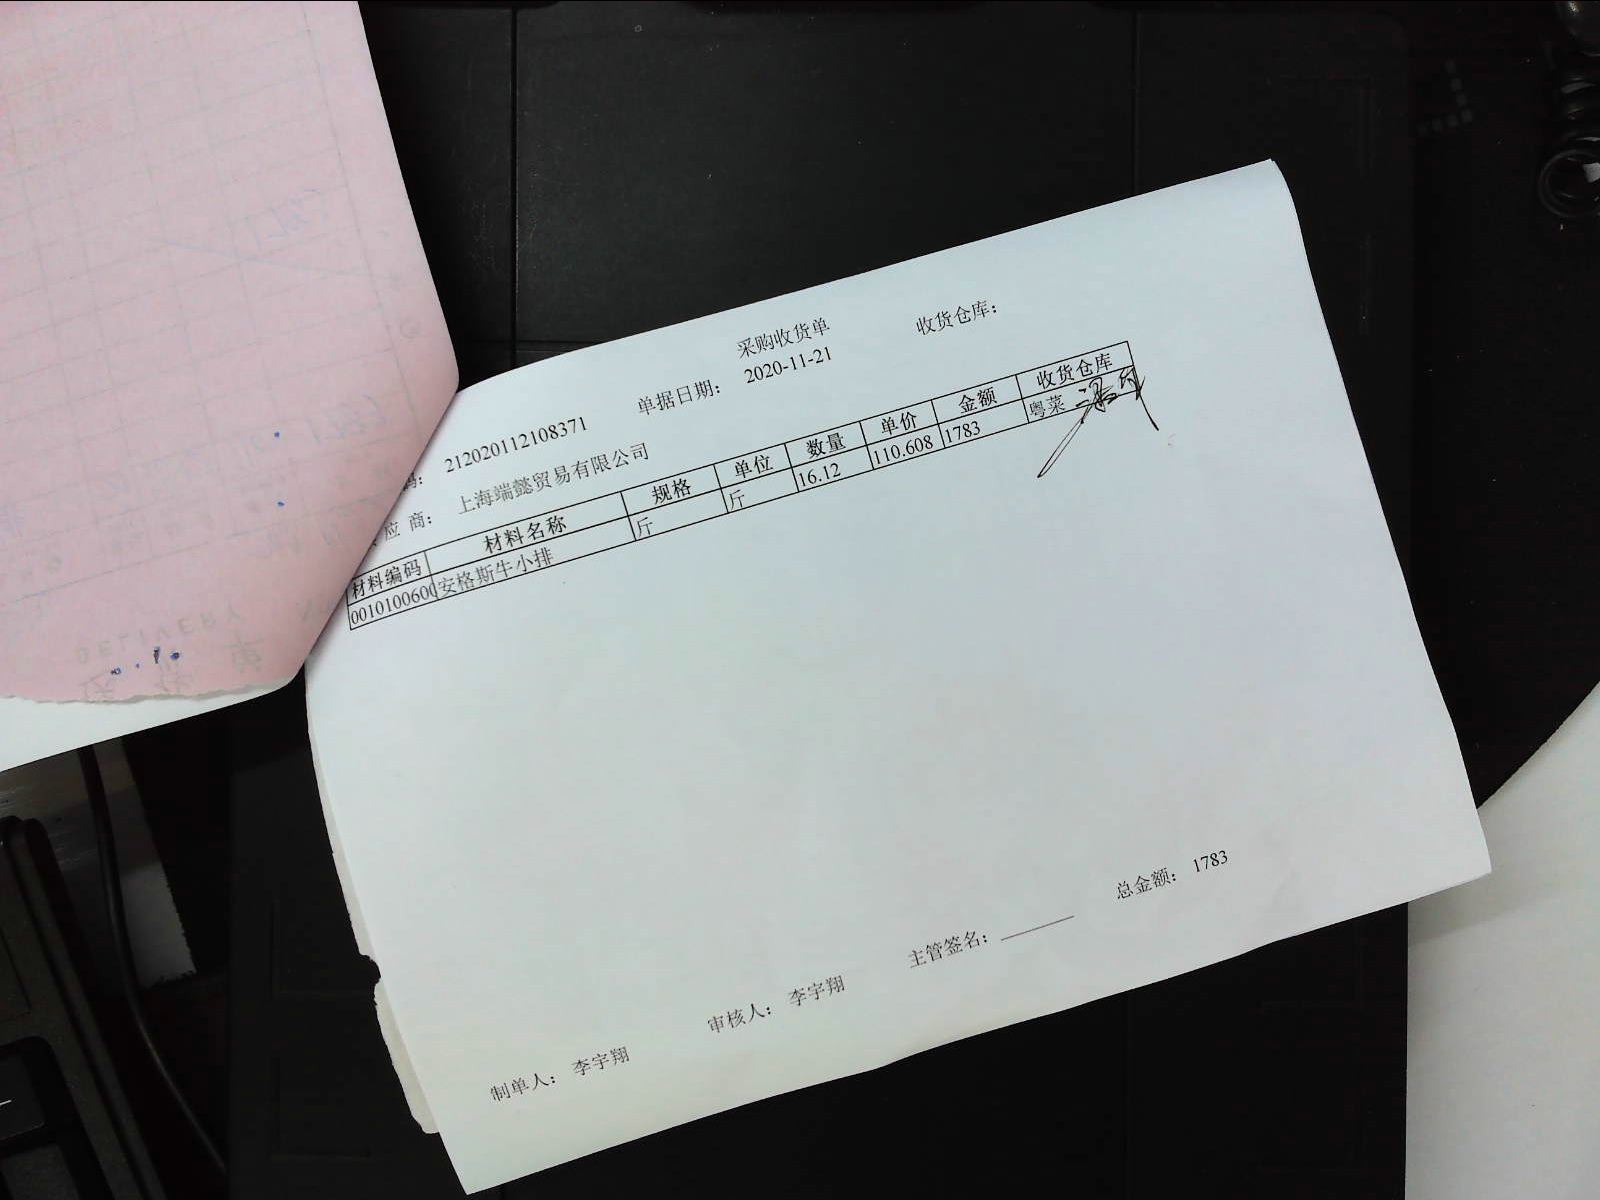 采购收货单
收货仓库：
单据日期： 2020-11-21
码： 212020112108371
应 商： 上海端懿贸易有限公司
材料编码 材料名称 规格 单位 数量 单价 金额 收货仓库
0010100600 安格斯牛小排 斤 斤 16.12 110.608 1783 粤菜
总金额： 1783
主管签名：
审核人： 李宇翔
制单人： 李宇翔
DELIVERY